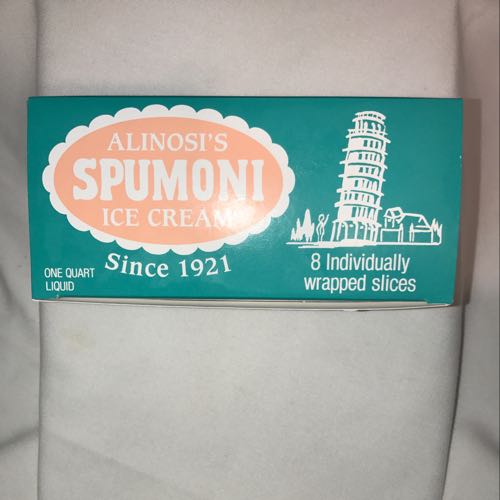 ALINOSI'S
SPUMONI
ICE CREAM
Since 1921
ONE QUART
LIQUID
8 Individually
wrapped slices